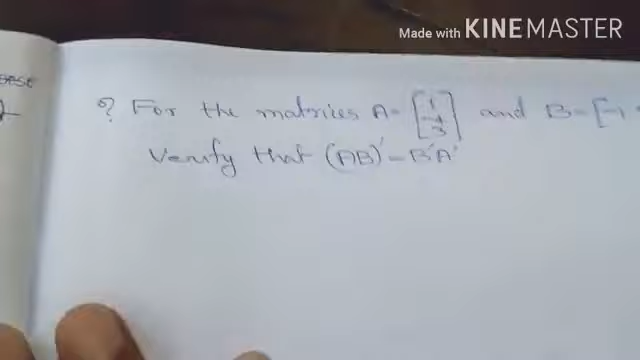 Made with KINEMASTER
? For the matrices A = [1 -4 3] and B = [-1
Verify that (AB)' = B'A'